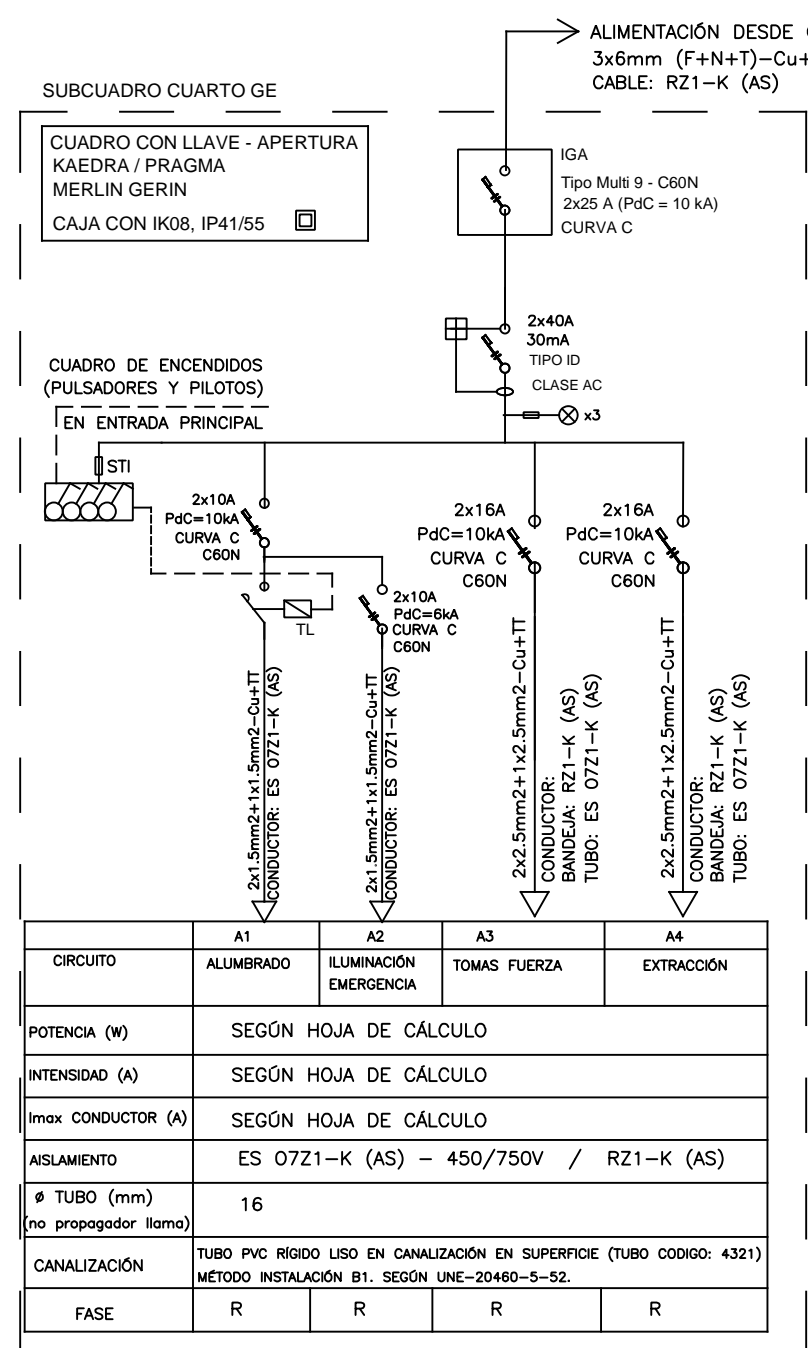 ALIMENTACIÓN DESDE
3x6mm (F+N+T)-Cu+
CABLE: RZ1-K (AS)
SUBCUADRO CUARTO GE
CUADRO CON LLAVE - APERTURA
KAEDRA / PRAGMA
MERLIN GERIN
CAJA CON IK08, IP41/55
IGA
Tipo Multi 9 - C60N
2x25 A (PdC = 10 kA)
CURVA C
2x40A
30mA
TIPO ID
CLASE AC
x3
CUADRO DE ENCENDIDOS
(PULSADORES Y PILOTOS)
EN ENTRADA PRINCIPAL
STI
2x10A
PdC=10kA
CURVA C
C60N
TL
2x10A
PdC=6kA
CURVA C
C60N
2x16A
PdC=10kA
CURVA C
C60N
2x16A
PdC=10kA
CURVA C
C60N
2x1.5mm2+1x1.5mm2-Cu+TT
CONDUCTOR: ES 07Z1-K (AS)
2x1.5mm2+1x1.5mm2-Cu+TT
CONDUCTOR: ES 07Z1-K (AS)
2x2.5mm2+1x2.5mm2-Cu+TT
CONDUCTOR:
BANDEJA: RZ1-K (AS)
TUBO: ES 07Z1-K (AS)
2x2.5mm2+1x2.5mm2-Cu+TT
CONDUCTOR:
BANDEJA: RZ1-K (AS)
TUBO: ES 07Z1-K (AS)
A1 A2 A3 A4
CIRCUITO ALUMBRADO ILUMINACIÓN TOMAS FUERZA EXTRACCIÓN
EMERGENCIA
POTENCIA (W) SEGÚN HOJA DE CÁLCULO
INTENSIDAD (A) SEGÚN HOJA DE CÁLCULO
Imax CONDUCTOR (A) SEGÚN HOJA DE CÁLCULO
AISLAMIENTO ES 07Z1-K (AS) - 450/750V / RZ1-K (AS)
ø TUBO (mm) 16
(no propagador llama)
CANALIZACIÓN TUBO PVC RÍGIDO LISO EN CANALIZACIÓN EN SUPERFICIE (TUBO CODIGO: 4321)
MÉTODO INSTALACIÓN B1. SEGÚN UNE-20460-5-52.
FASE R R R R